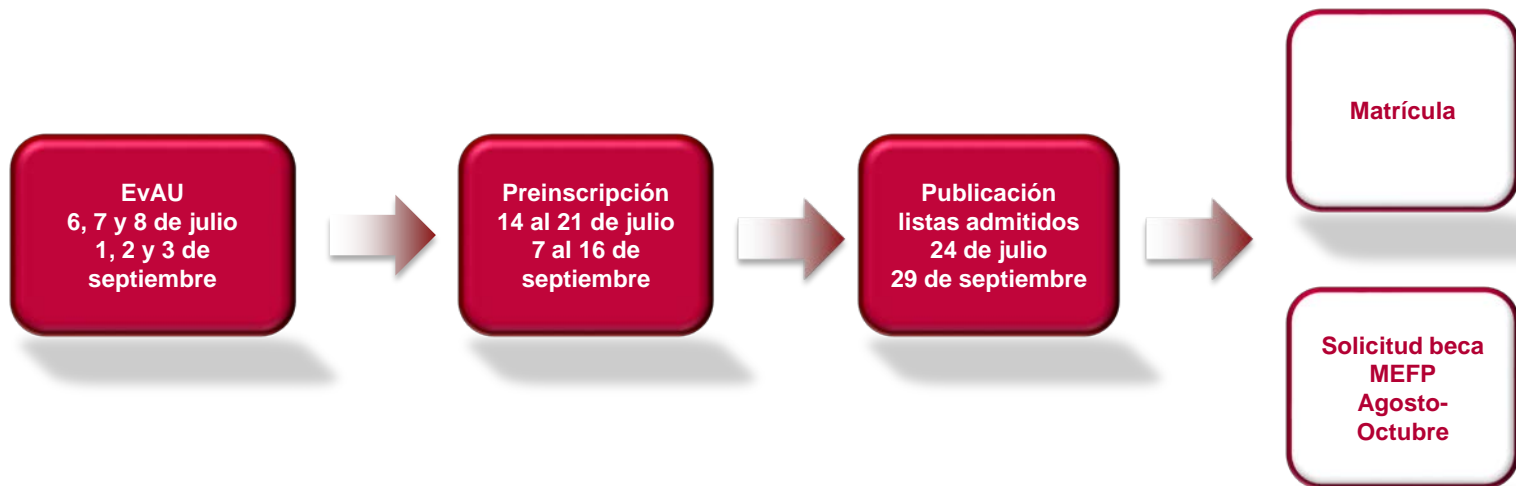 EvAU
6, 7 y 8 de julio
1, 2 y 3 de
septiembre
Preinscripción
14 al 21 de julio
7 al 16 de
septiembre
Publicación
listas admitidos
24 de julio
29 de septiembre
Matrícula
Solicitud beca
MEFP
Agosto-
Octubre